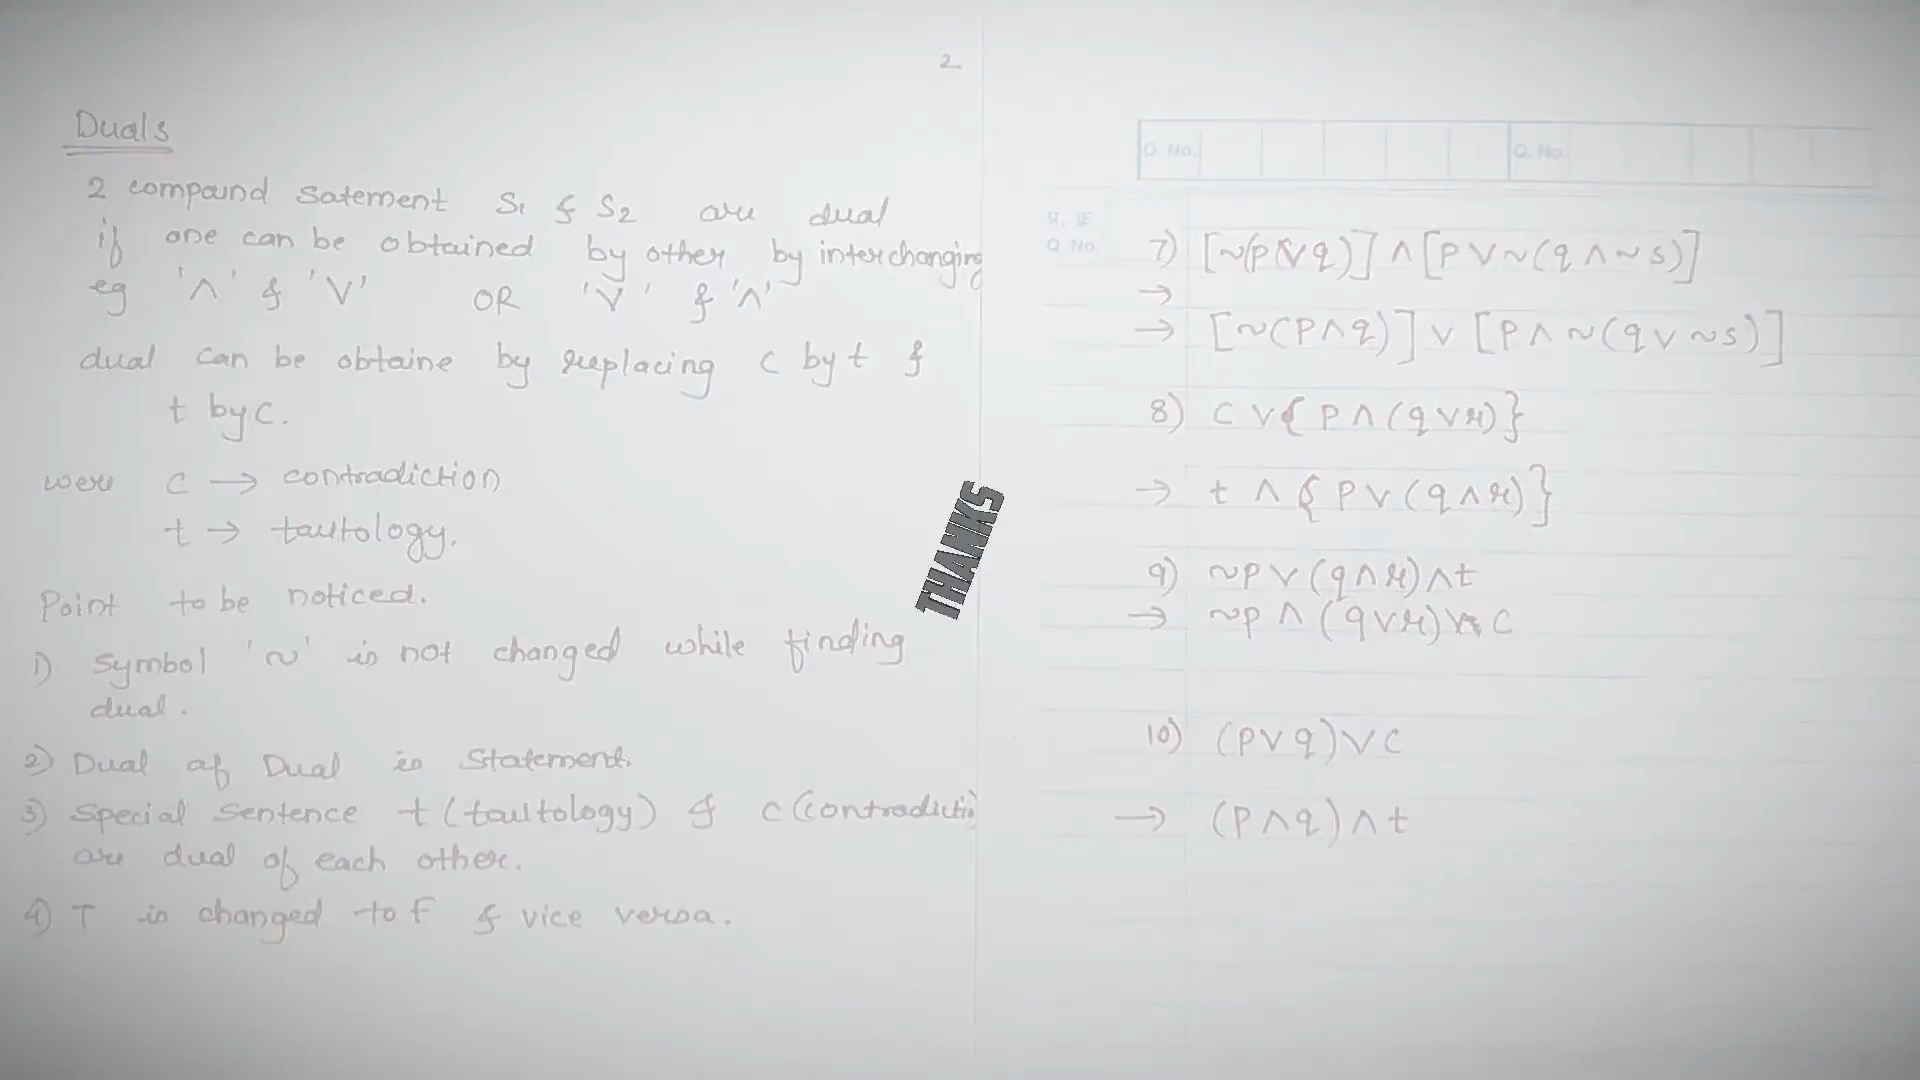 2
Duals
2 compound satement S1 & S2 are dual
if one can be obtained by other by interchanging
eg '∧' & 'V' OR 'V' & '∧'
dual can be obtaine by replacing c by t &
t by c.
were c → contradiction
t → tautology.
Point to be noticed.
1) Symbol '~' is not changed while finding
dual.
2) Dual of Dual is Statement.
3) Special Sentence t (tautology) & c (contradictio
are dual of each other.
4) T is changed to F & vice versa.
THANKS
Q No. Q. No.
Q No.
7) [~(p∨q)] ∧ [p ∨ ~(q ∧ ~s)]
→
→ [~(p∧q)] ∨ [p ∧ ~(q ∨ ~s)]
8) c ∨ { p ∧ (q ∨ r)}
→ t ∧ { p ∨ (q ∧ r)}
9) ~p ∨ (q ∧ r) ∧ t
→ ~p ∧ (q ∨ r) ∨ c
10) (p ∨ q) ∨ c
→ (p ∧ q) ∧ t